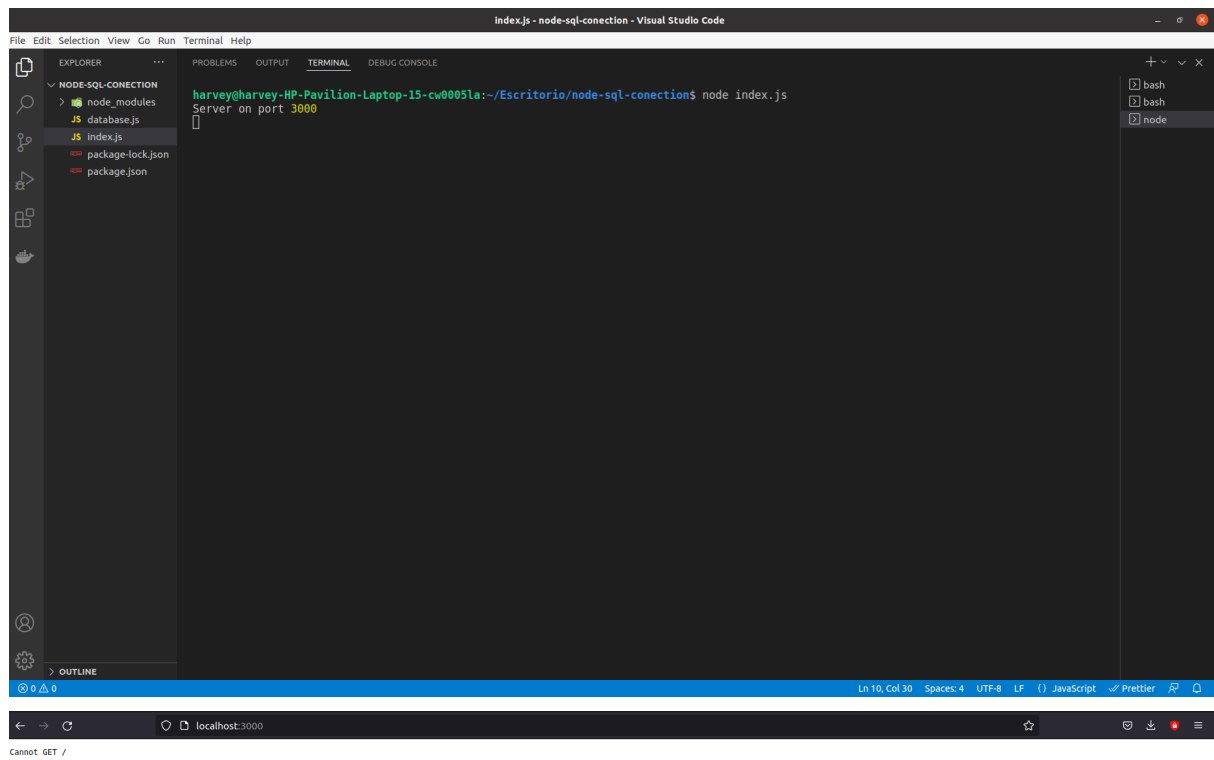 index.js - node-sql-conection - Visual Studio Code
File Edit Selection View Go Run Terminal Help
EXPLORER
NODE-SQL-CONECTION
node_modules
JS database.js
JS index.js
package-lock.json
package.json
OUTLINE
PROBLEMS OUTPUT TERMINAL DEBUG CONSOLE
harvey@harvey-HP-Pavilion-Laptop-15-cw0005la:~/Escritorio/node-sql-conection$ node index.js
Server on port 3000
bash
bash
node
0 0
Ln 10, Col 30 Spaces: 4 UTF-8 LF {} JavaScript Prettier
localhost:3000
Cannot GET /